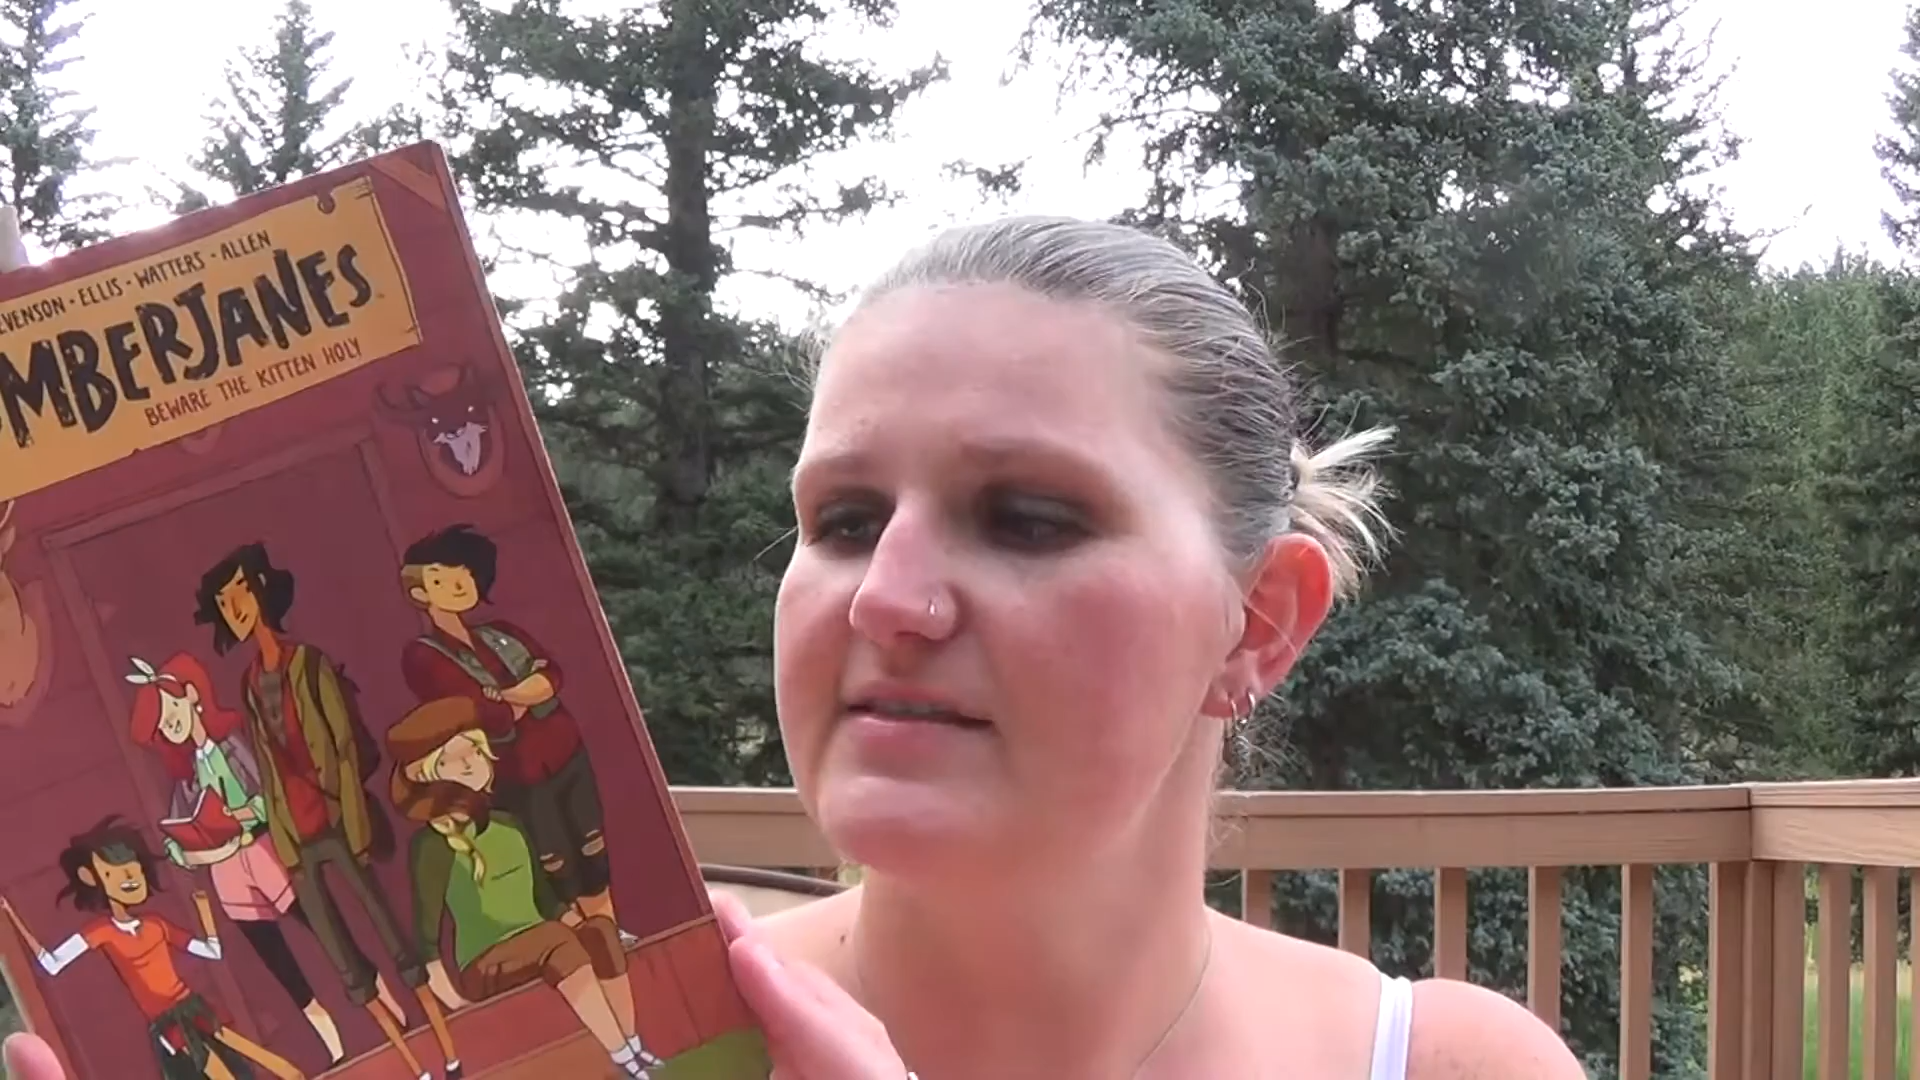 EVENSON · ELLIS · WATTERS · ALLEN
MBERJANES
BEWARE THE KITTEN HOLY